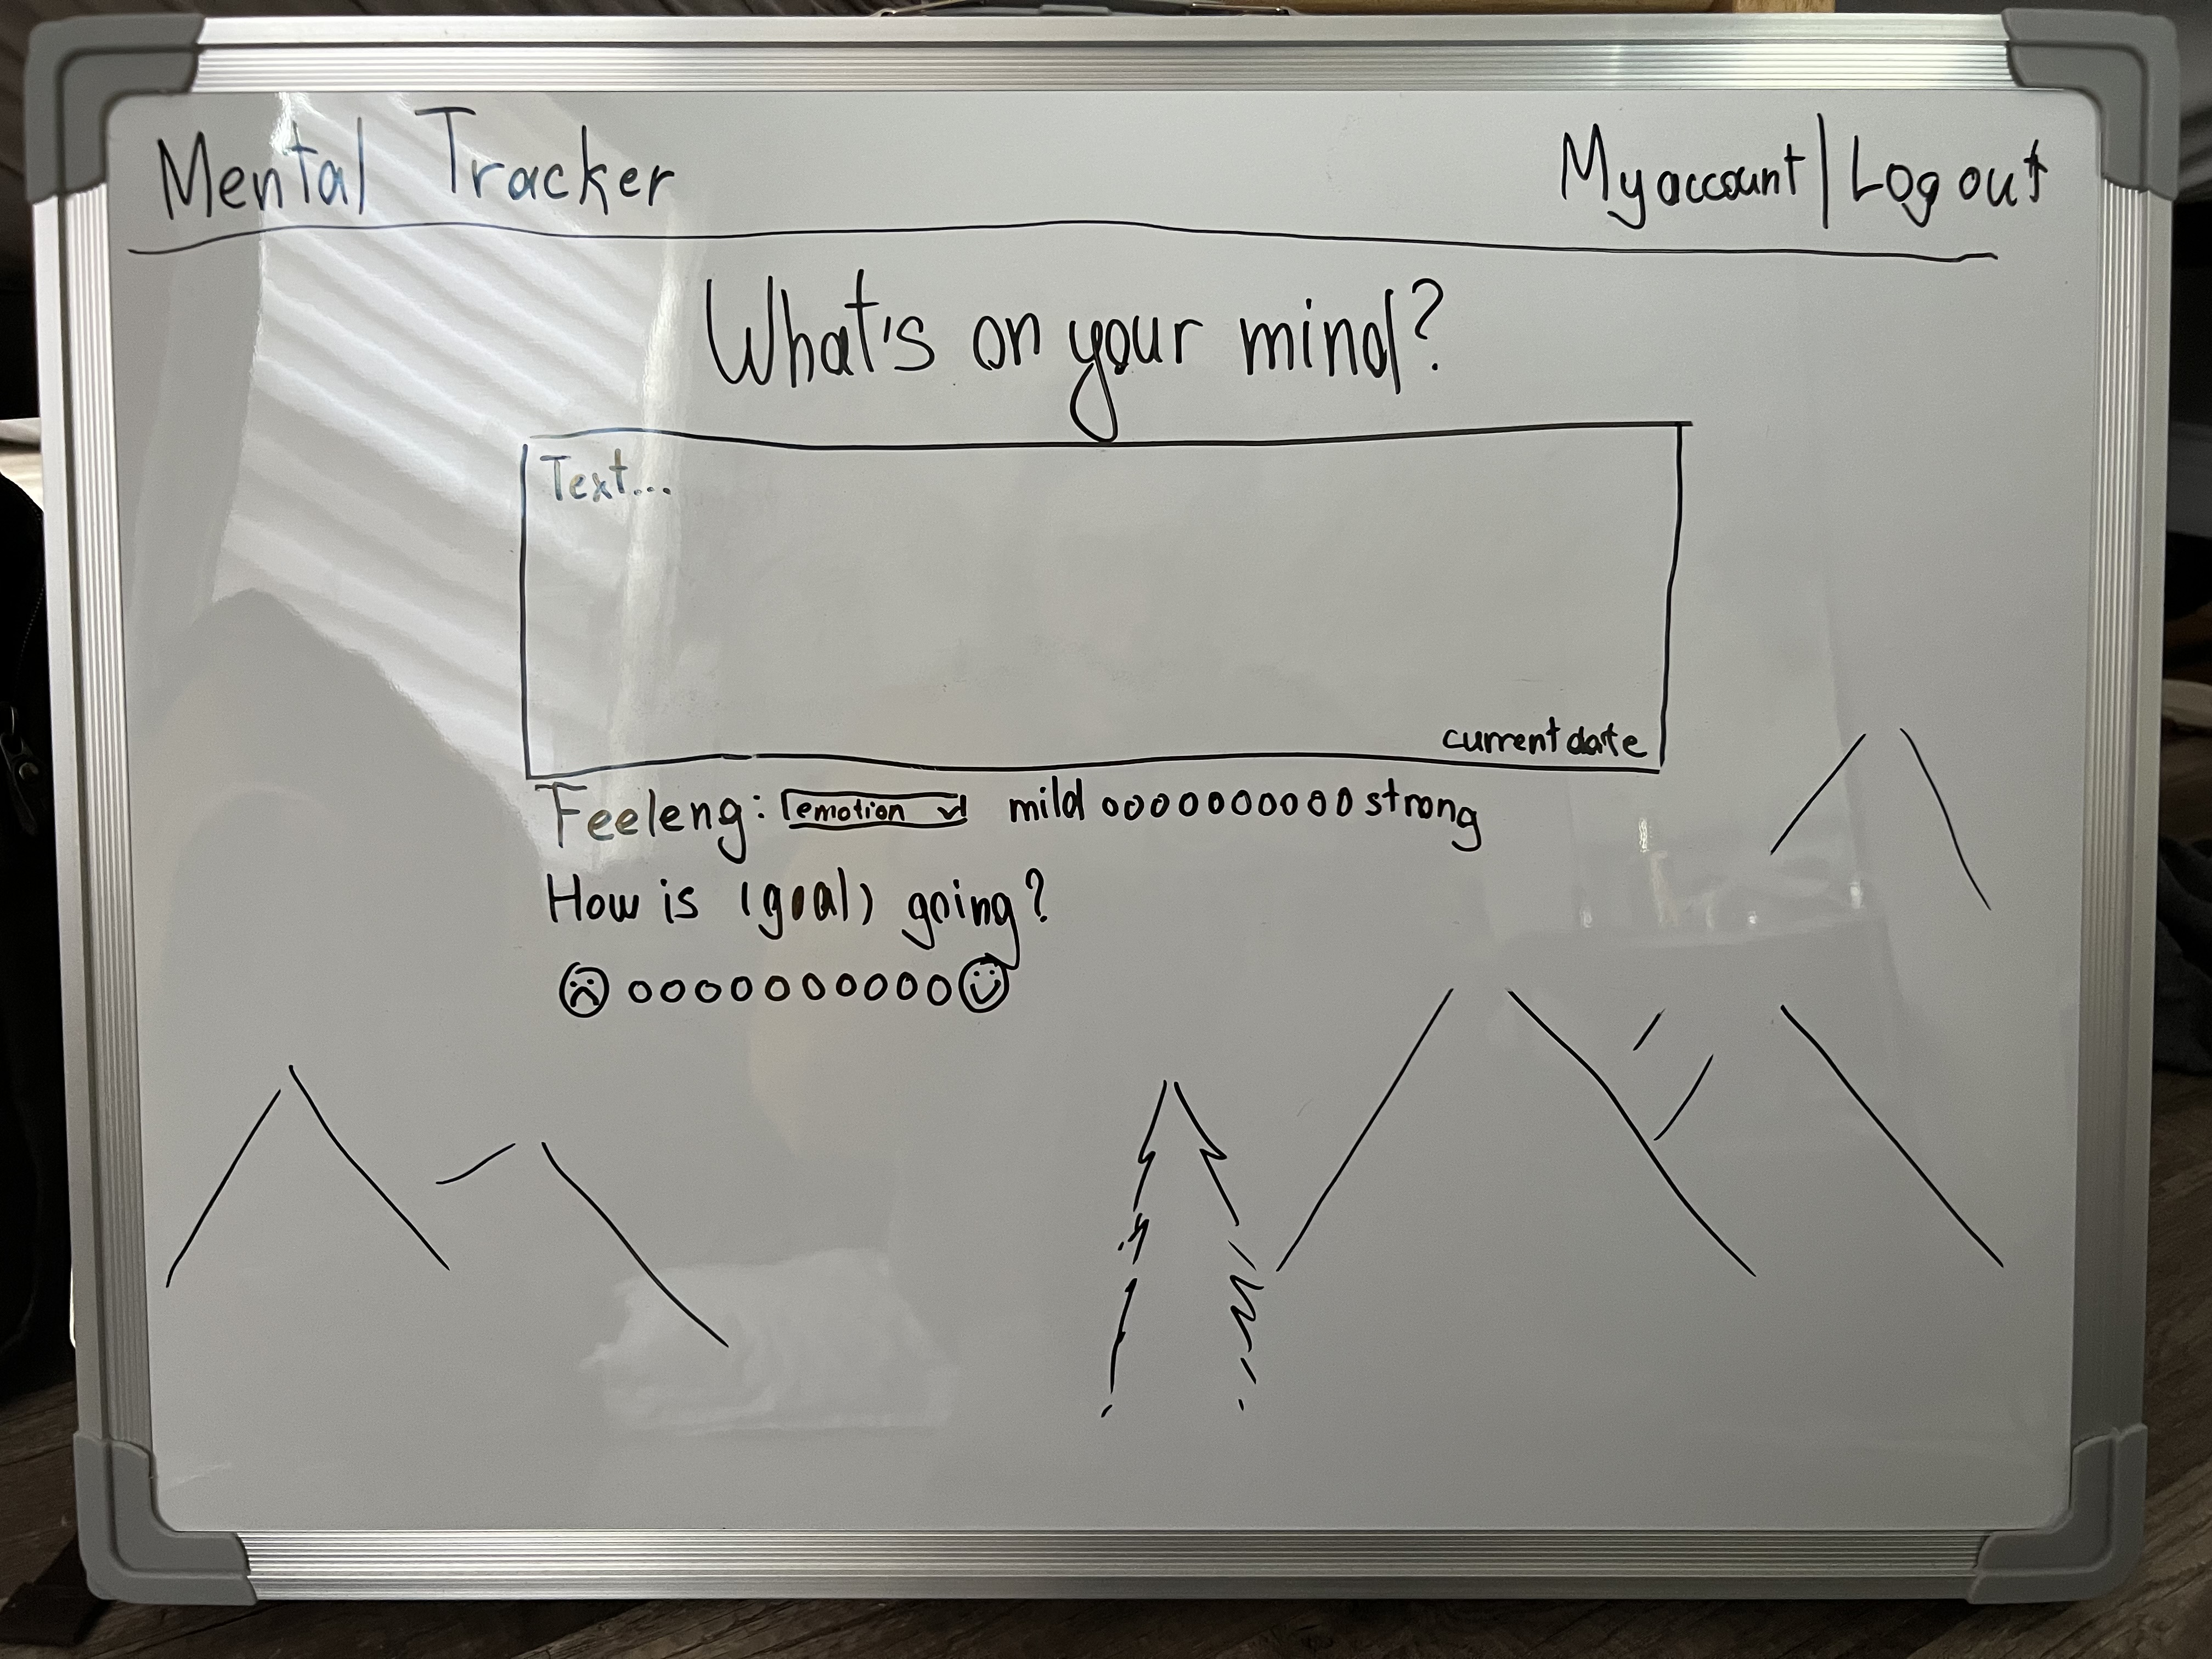 Mental Tracker My account | Log out
What's on your mind?
Text...
current date
Feeleng: emotion mild oooooooooo strong
How is (goal) going?
oooooooooo